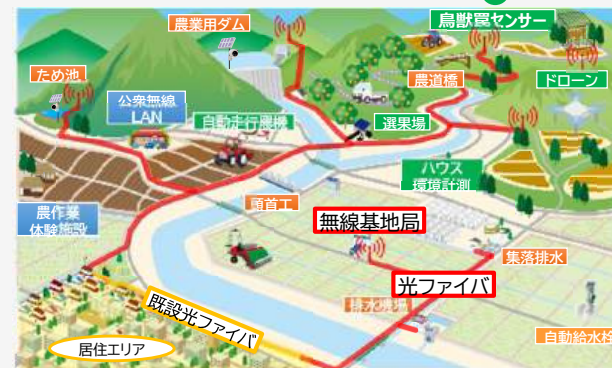 農業用ダム
鳥獣罠センサー
ため池
農道橋
ドローン
公衆無線
LAN
自動走行農機
選果場
ハウス
環境計測
頭首工
農作業
体験施設
無線基地局
集落排水
光ファイバ
排水機場
既設光ファイバ
自動給水栓
居住エリア